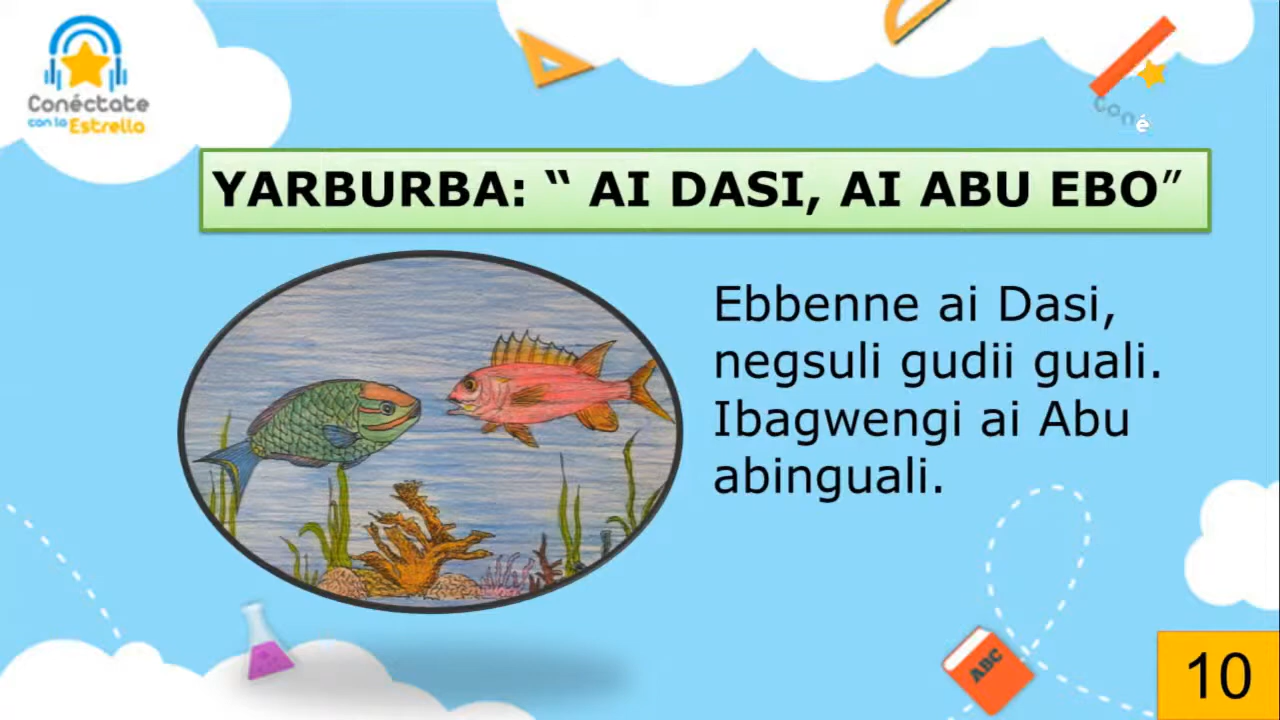 Conéctate
con la Estrella
Coné
YARBURBA: “ AI DASI, AI ABU EBO”
Ebbenne ai Dasi,
negsuli gudii guali.
Ibagwengi ai Abu
abinguali.
ABC
10